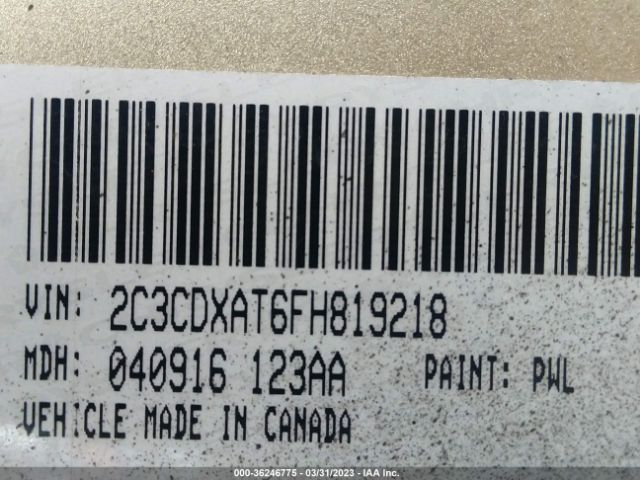 VIN: 2C3CDXAT6FH819218
MDH: 040916 123AA PAINT: PWL
VEHICLE MADE IN CANADA
000-36246775 - 03/31/2023 - IAA Inc.